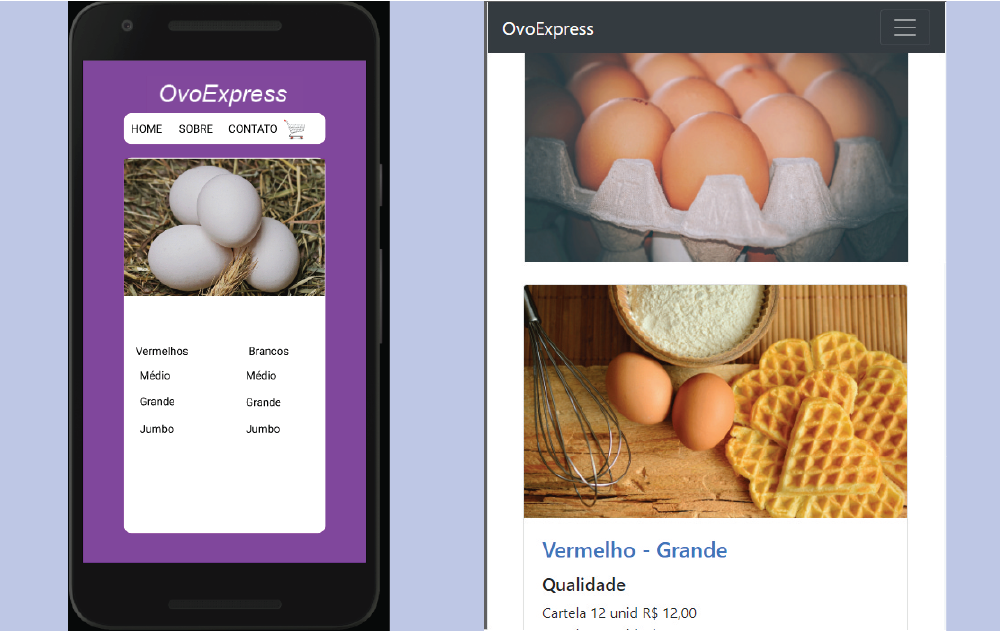 OvoExpress
HOME SOBRE CONTATO
Vermelhos Brancos
Médio Médio
Grande Grande
Jumbo Jumbo
OvoExpress
Vermelho - Grande
Qualidade
Cartela 12 unid R$ 12,00